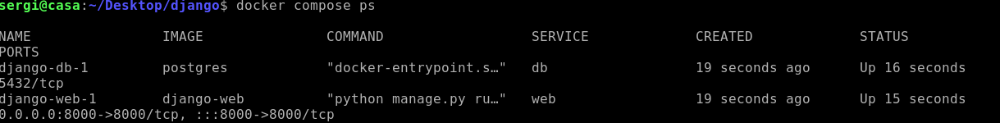 sergi@casa:~/Desktop/django$ docker compose ps
NAME IMAGE COMMAND SERVICE CREATED STATUS
PORTS
django-db-1 postgres "docker-entrypoint.s…" db 19 seconds ago Up 16 seconds
5432/tcp
django-web-1 django-web "python manage.py ru…" web 19 seconds ago Up 15 seconds
0.0.0.0:8000->8000/tcp, :::8000->8000/tcp